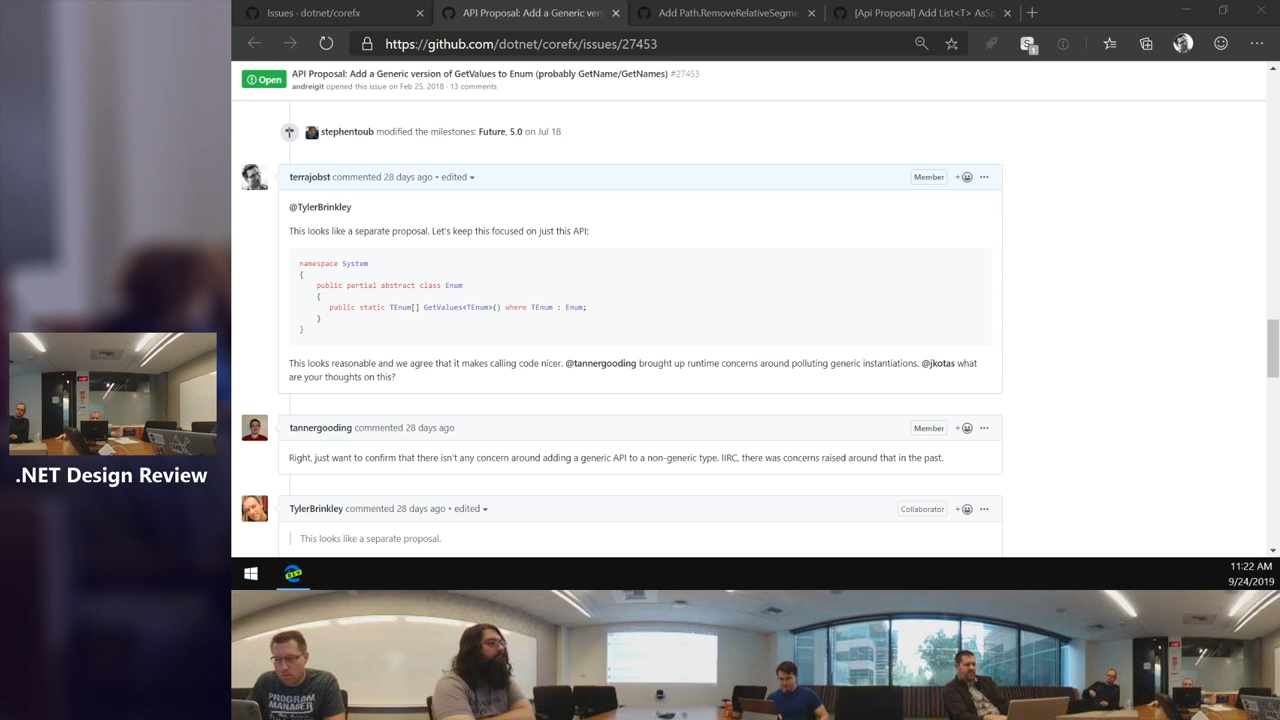 Issues · dotnet/corefx
API Proposal: Add a Generic vers
Add Path.RemoveRelativeSegme
[Api Proposal] Add List<T> AsSp
https://github.com/dotnet/corefx/issues/27453
Open
API Proposal: Add a Generic version of GetValues to Enum (probably GetName/GetNames) #27453
andreigit opened this issue on Feb 25, 2018 · 13 comments
stephentoub modified the milestones: Future, 5.0 on Jul 18
terrajobst commented 28 days ago • edited
Member
@TylerBrinkley
This looks like a separate proposal. Let's keep this focused on just this API:
namespace System
{
public partial abstract class Enum
{
public static TEnum[] GetValues<TEnum>() where TEnum : Enum;
}
}
This looks reasonable and we agree that it makes calling code nicer. @tannergooding brought up runtime concerns around polluting generic instantiations. @jkotas what
are your thoughts on this?
tannergooding commented 28 days ago
Member
Right, just want to confirm that there isn't any concern around adding a generic API to a non-generic type. IIRC, there was concerns raised around that in the past.
TylerBrinkley commented 28 days ago • edited
Collaborator
This looks like a separate proposal.
.NET Design Review
11:22 AM
9/24/2019
PROGRAM
MANAGER